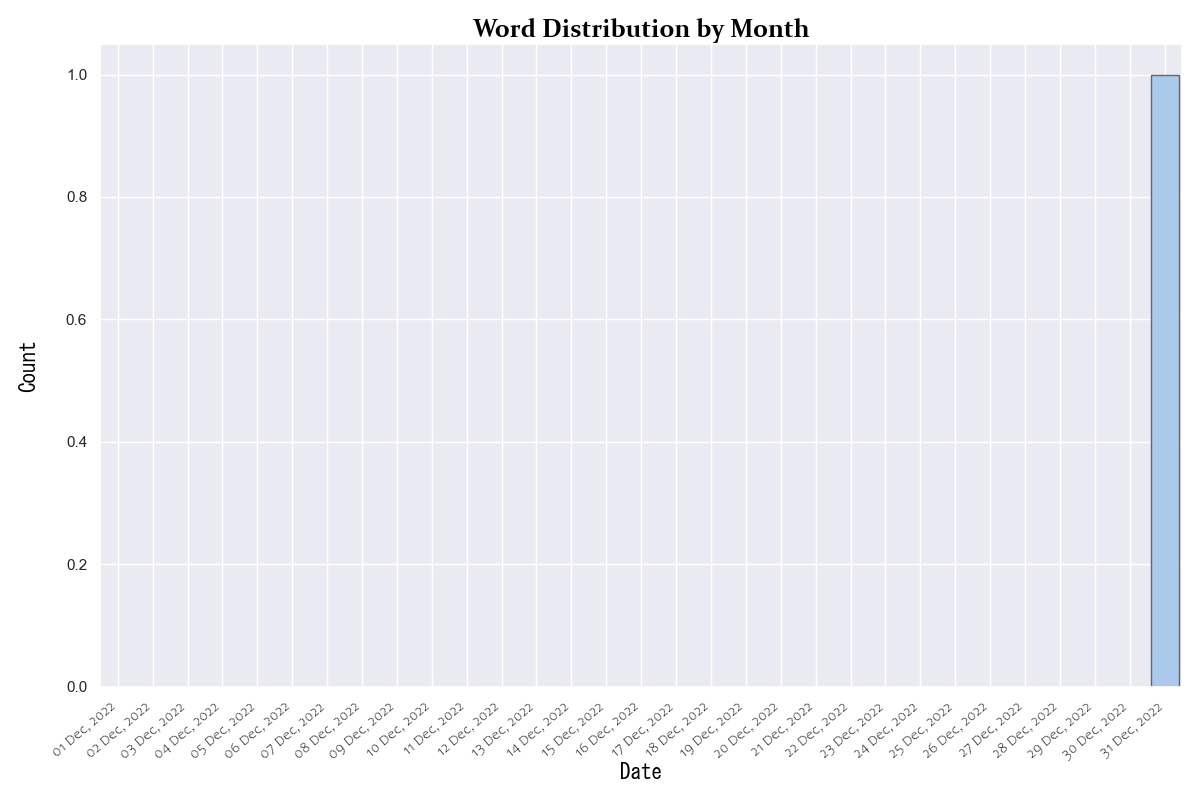 Word Distribution by Month
Count
1.0
0.8
0.6
0.4
0.2
0.0
01 Dec, 2022
02 Dec, 2022
03 Dec, 2022
04 Dec, 2022
05 Dec, 2022
06 Dec, 2022
07 Dec, 2022
08 Dec, 2022
09 Dec, 2022
10 Dec, 2022
11 Dec, 2022
12 Dec, 2022
13 Dec, 2022
14 Dec, 2022
15 Dec, 2022
16 Dec, 2022
17 Dec, 2022
18 Dec, 2022
19 Dec, 2022
20 Dec, 2022
21 Dec, 2022
22 Dec, 2022
23 Dec, 2022
24 Dec, 2022
25 Dec, 2022
26 Dec, 2022
27 Dec, 2022
28 Dec, 2022
29 Dec, 2022
30 Dec, 2022
31 Dec, 2022
Date